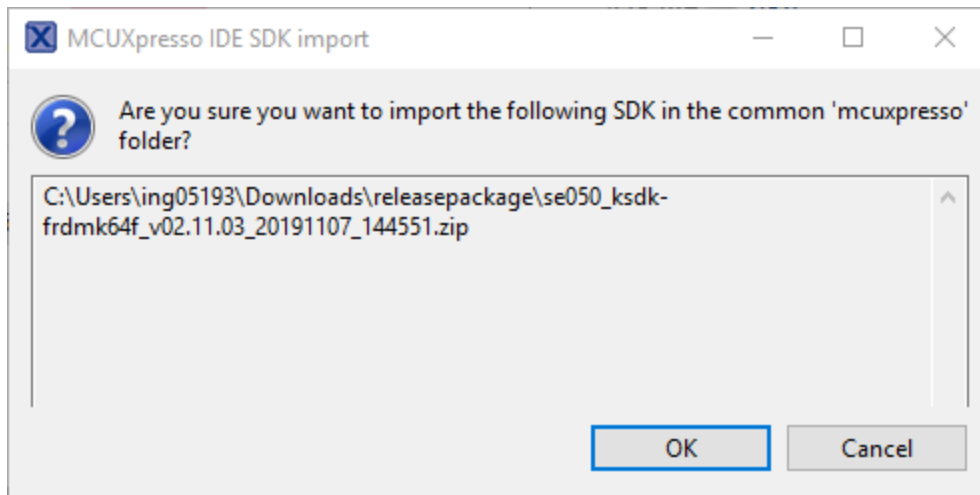 MCUXpresso IDE SDK import
Are you sure you want to import the following SDK in the common 'mcuxpresso'
folder?
C:\Users\ing05193\Downloads\releasepackage\se050_ksdk-
frdmk64f_v02.11.03_20191107_144551.zip
OK
Cancel